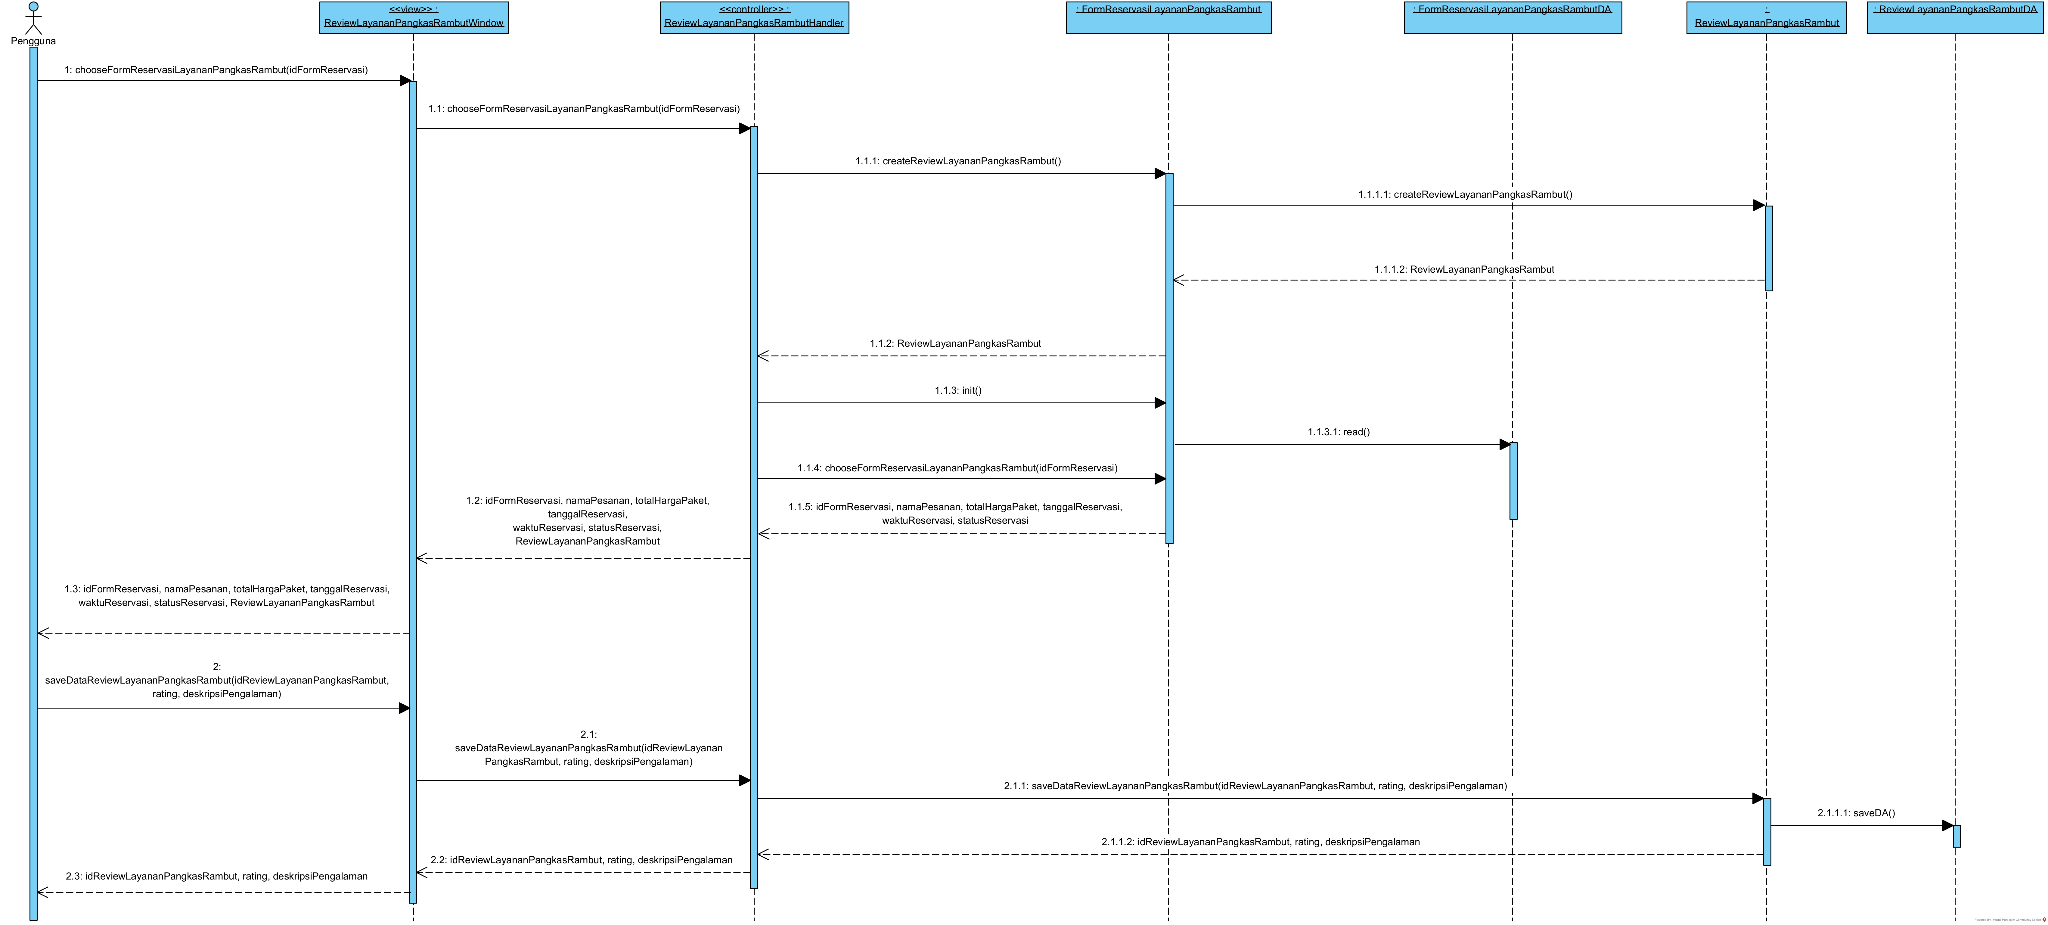 Pengguna
<<view>> :
ReviewLayananPangkasRambutWindow
<<controller>> :
ReviewLayananPangkasRambutHandler
: FormReservasiLayananPangkasRambut
: FormReservasiLayananPangkasRambutDA
:
ReviewLayananPangkasRambut
: ReviewLayananPangkasRambutDA
1: chooseFormReservasiLayananPangkasRambut(idFormReservasi)
1.1: chooseFormReservasiLayananPangkasRambut(idFormReservasi)
1.1.1: createReviewLayananPangkasRambut()
1.1.1.1: createReviewLayananPangkasRambut()
1.1.1.2: ReviewLayananPangkasRambut
1.1.2: ReviewLayananPangkasRambut
1.1.3: init()
1.1.3.1: read()
1.1.4: chooseFormReservasiLayananPangkasRambut(idFormReservasi)
1.1.5: idFormReservasi, namaPesanan, totalHargaPaket, tanggalReservasi,
waktuReservasi, statusReservasi
1.2: idFormReservasi, namaPesanan, totalHargaPaket,
tanggalReservasi,
waktuReservasi, statusReservasi,
ReviewLayananPangkasRambut
1.3: idFormReservasi, namaPesanan, totalHargaPaket, tanggalReservasi,
waktuReservasi, statusReservasi, ReviewLayananPangkasRambut
2:
saveDataReviewLayananPangkasRambut(idReviewLayananPangkasRambut,
rating, deskripsiPengalaman)
2.1:
saveDataReviewLayananPangkasRambut(idReviewLayanan
PangkasRambut, rating, deskripsiPengalaman)
2.1.1: saveDataReviewLayananPangkasRambut(idReviewLayananPangkasRambut, rating, deskripsiPengalaman)
2.1.1.1: saveDA()
2.1.1.2: idReviewLayananPangkasRambut, rating, deskripsiPengalaman
2.2: idReviewLayananPangkasRambut, rating, deskripsiPengalaman
2.3: idReviewLayananPangkasRambut, rating, deskripsiPengalaman